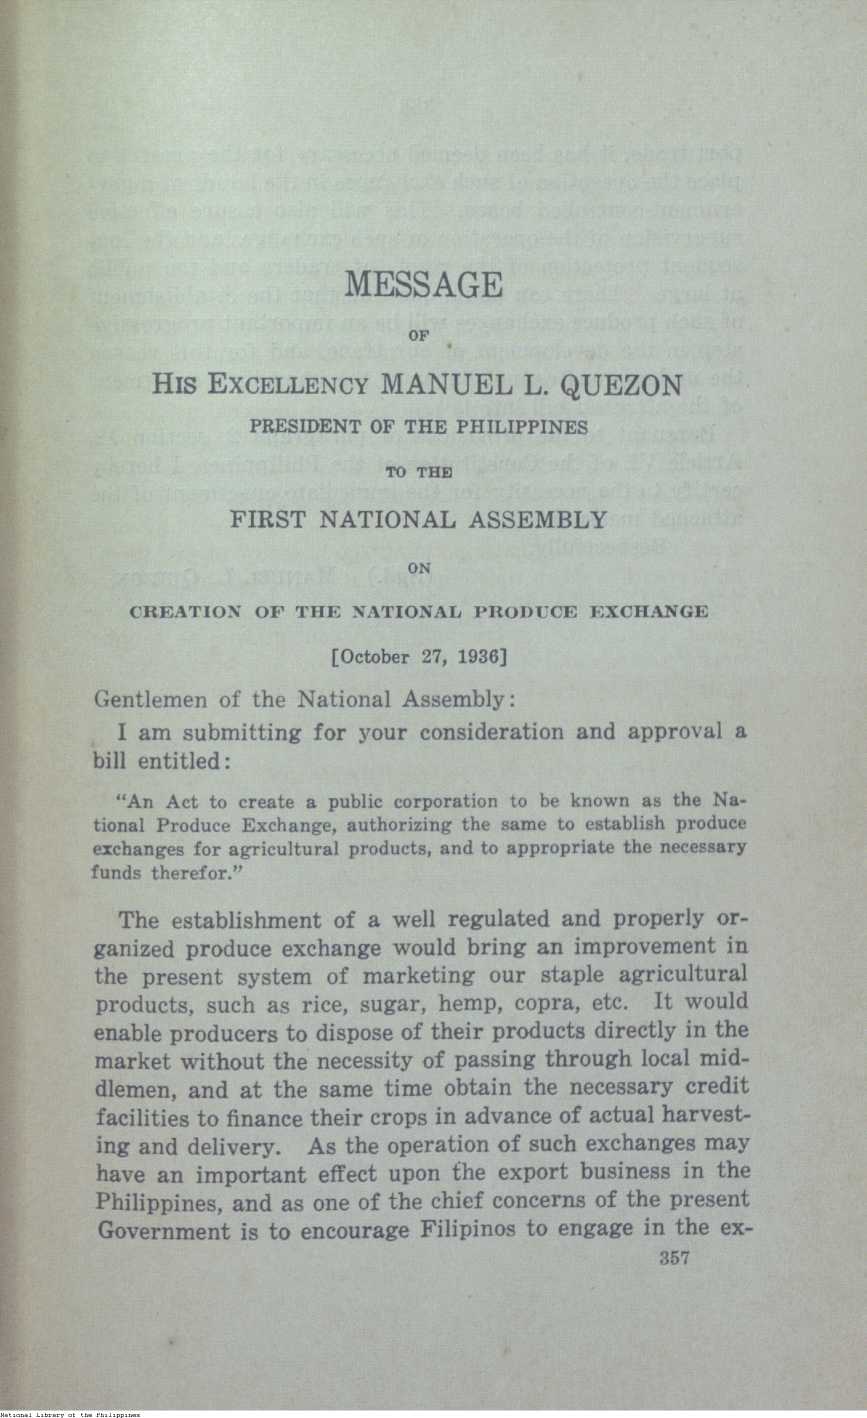 MESSAGE
OF
HIS EXCELLENCY MANUEL L. QUEZON
PRESIDENT OF THE PHILIPPINES
TO THE
FIRST NATIONAL ASSEMBLY
ON
CREATION OF THE NATIONAL PRODUCE EXCHANGE
[October 27, 1936]
Gentlemen of the National Assembly:
I am submitting for your consideration and approval a
bill entitled:
"An Act to create a public corporation to be known as the Na-
tional Produce Exchange, authorizing the same to establish produce
exchanges for agricultural products, and to appropriate the necessary
funds therefor."
The establishment of a well regulated and properly or-
ganized produce exchange would bring an improvement in
the present system of marketing our staple agricultural
products, such as rice, sugar, hemp, copra, etc. It would
enable producers to dispose of their products directly in the
market without the necessity of passing through local mid-
dlemen, and at the same time obtain the necessary credit
facilities to finance their crops in advance of actual harvest-
ing and delivery. As the operation of such exchanges may
have an important effect upon the export business in the
Philippines, and as one of the chief concerns of the present
Government is to encourage Filipinos to engage in the ex-
357
National Library of the Philippines